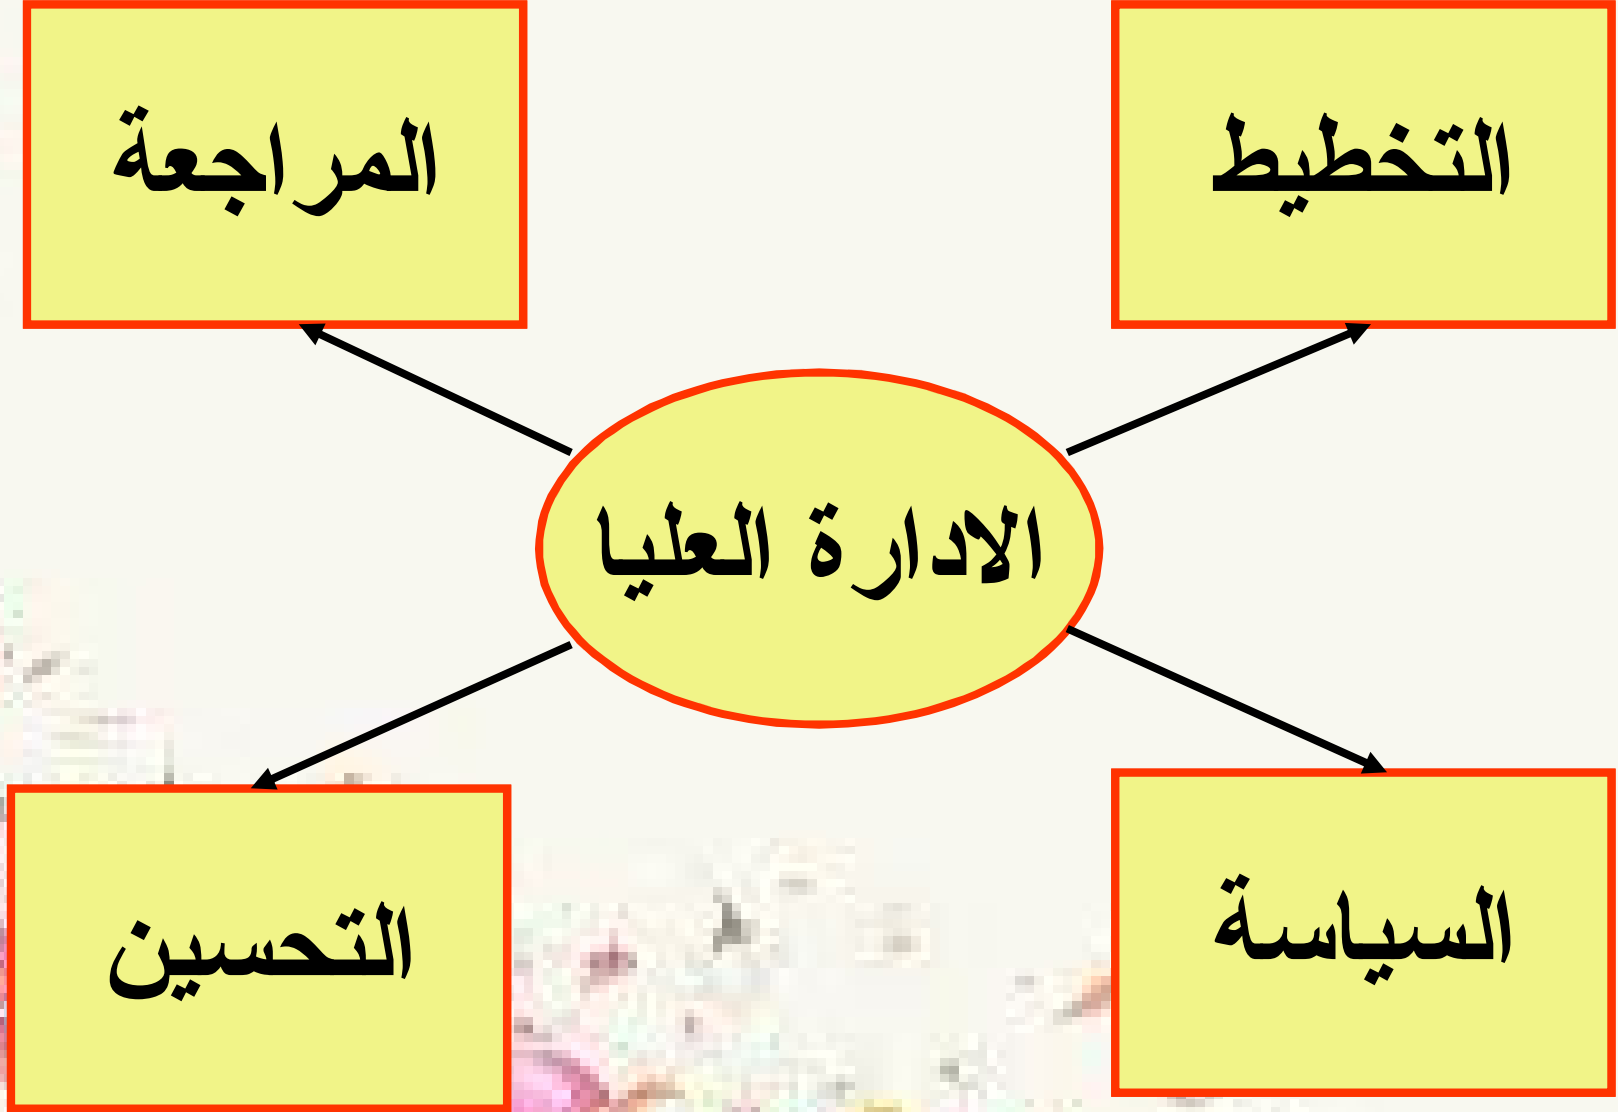 التخطيط
المراجعة
الادارة العليا
السياسة
التحسين